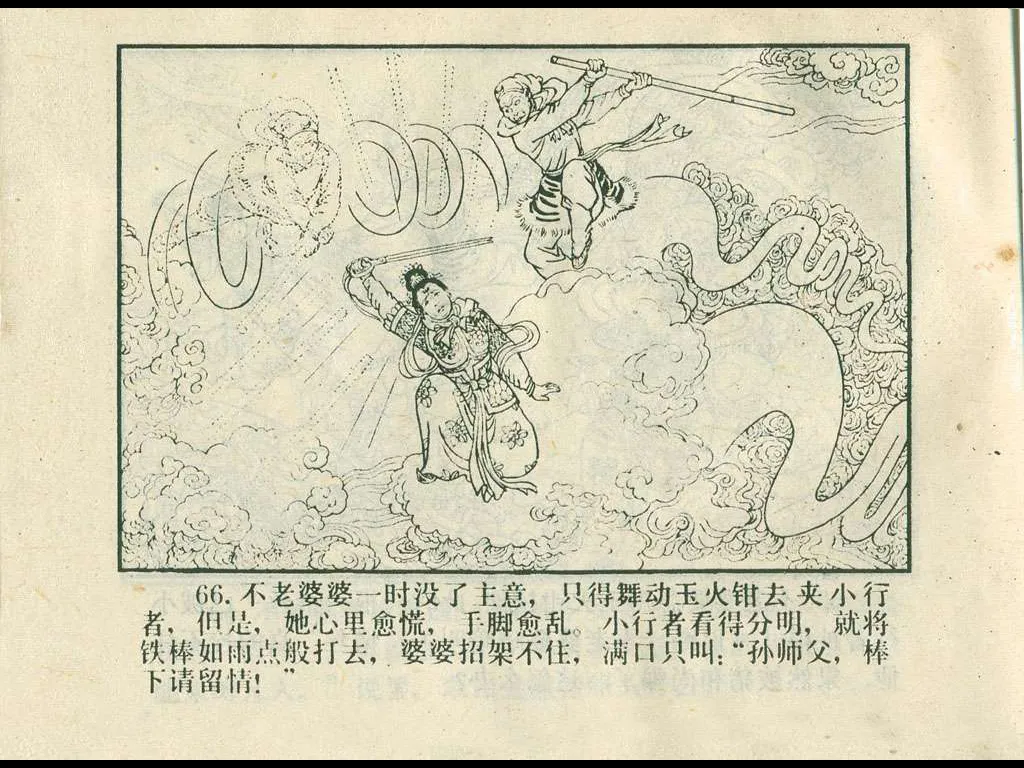 66. 不老婆婆一时没了主意，只得舞动玉火钳去夹小行
者，但是，她心里愈慌，手脚愈乱。小行者看得分明，就将
铁棒如雨点般打去，婆婆招架不住，满口只叫：“孙师父，棒
下请留情！”